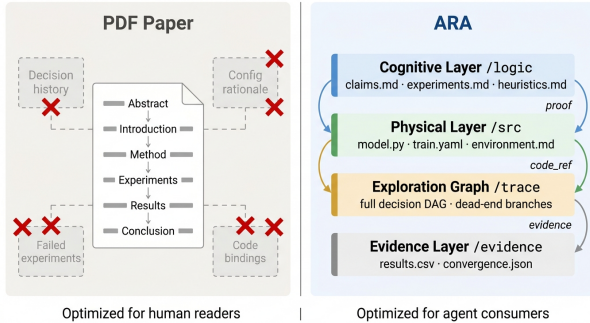 PDF Paper
Decision
history
Config
rationale
Abstract
Introduction
Method
Experiments
Results
Conclusion
Failed
experiments
Code
bindings
Optimized for human readers
ARA
Cognitive Layer /logic
claims.md · experiments.md · heuristics.md
proof
Physical Layer /src
model.py · train.yaml · environment.md
code_ref
Exploration Graph /trace
full decision DAG · dead-end branches
evidence
Evidence Layer /evidence
results.csv · convergence.json
Optimized for agent consumers